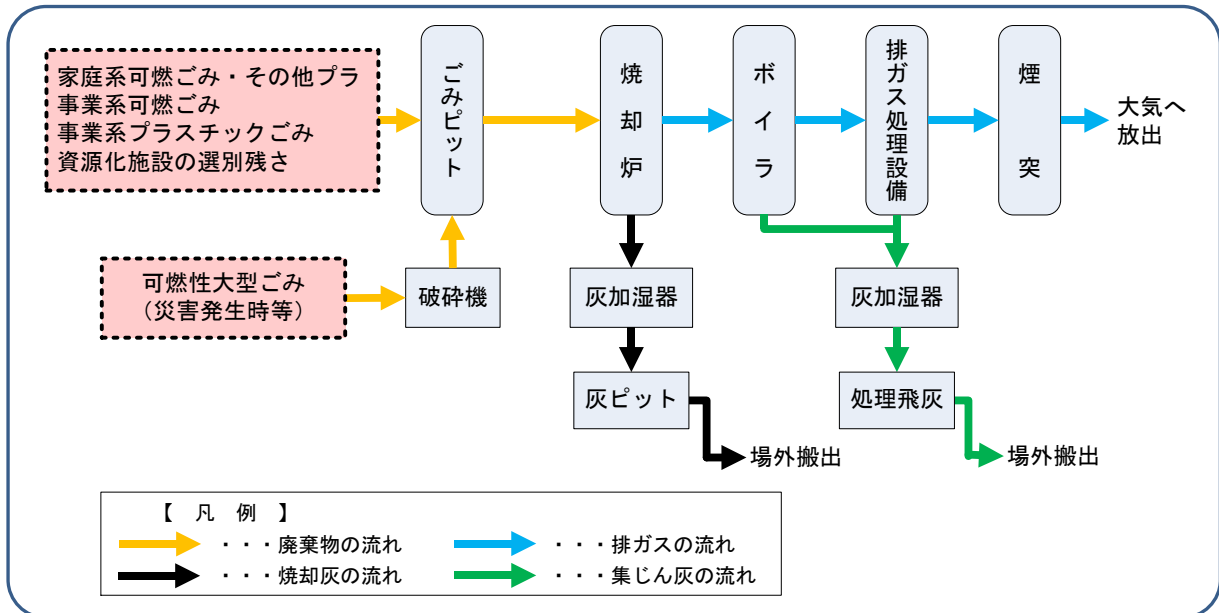 家庭系可燃ごみ・その他プラ
事業系可燃ごみ
事業系プラスチックごみ
資源化施設の選別残さ
ごみピット
焼却炉
ボイラ
排ガス処理設備
煙突
大気へ
放出
可燃性大型ごみ
（災害発生時等）
破砕機
灰加湿器
灰加湿器
灰ピット
処理飛灰
場外搬出
場外搬出
【 凡 例 】
・・・廃棄物の流れ
・・・排ガスの流れ
・・・焼却灰の流れ
・・・集じん灰の流れ